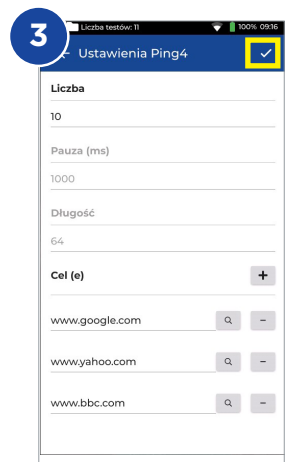 3
Liczba testów: 11
100% 09:16
Ustawienia Ping4
Liczba
10
Pauza (ms)
1000
Długość
64
Cel (e)
+
www.google.com
-
www.yahoo.com
-
www.bbc.com
-